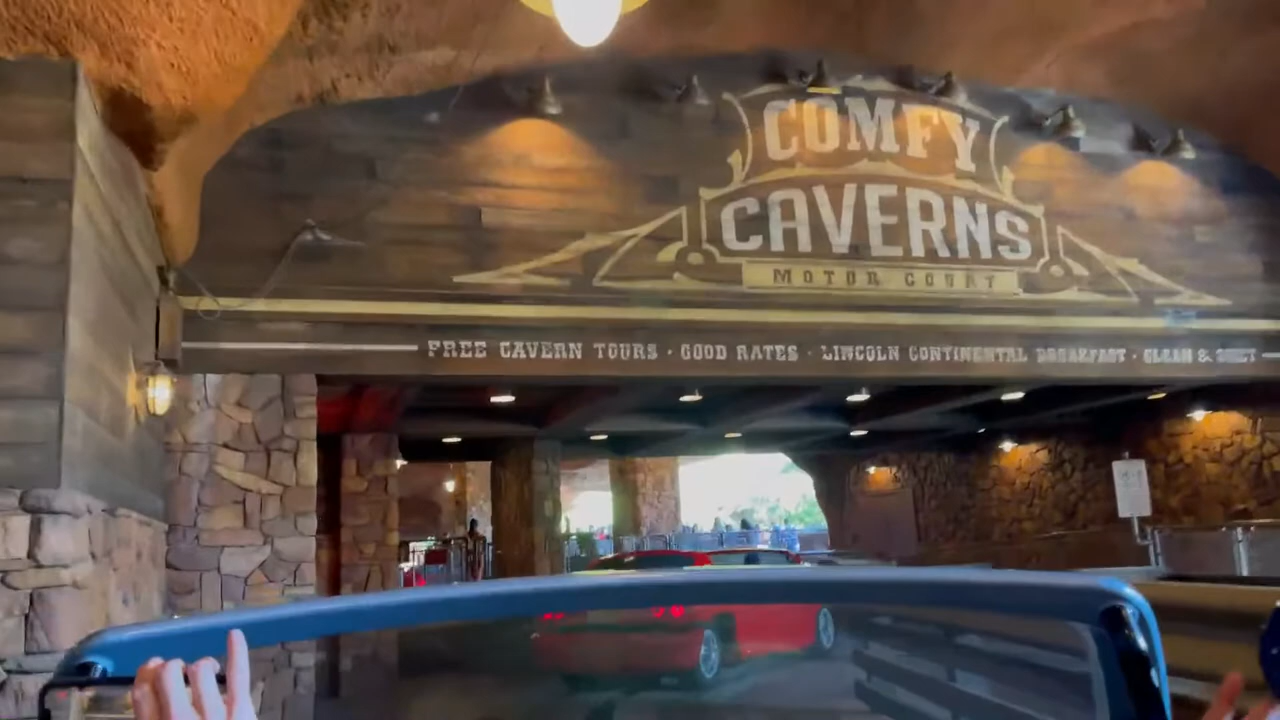 COMFY
CAVERNS
MOTOR COURT
FREE CAVERN TOURS · GOOD RATES · LINCOLN CONTINENTAL BREAKFAST · CLEAN & QUIET